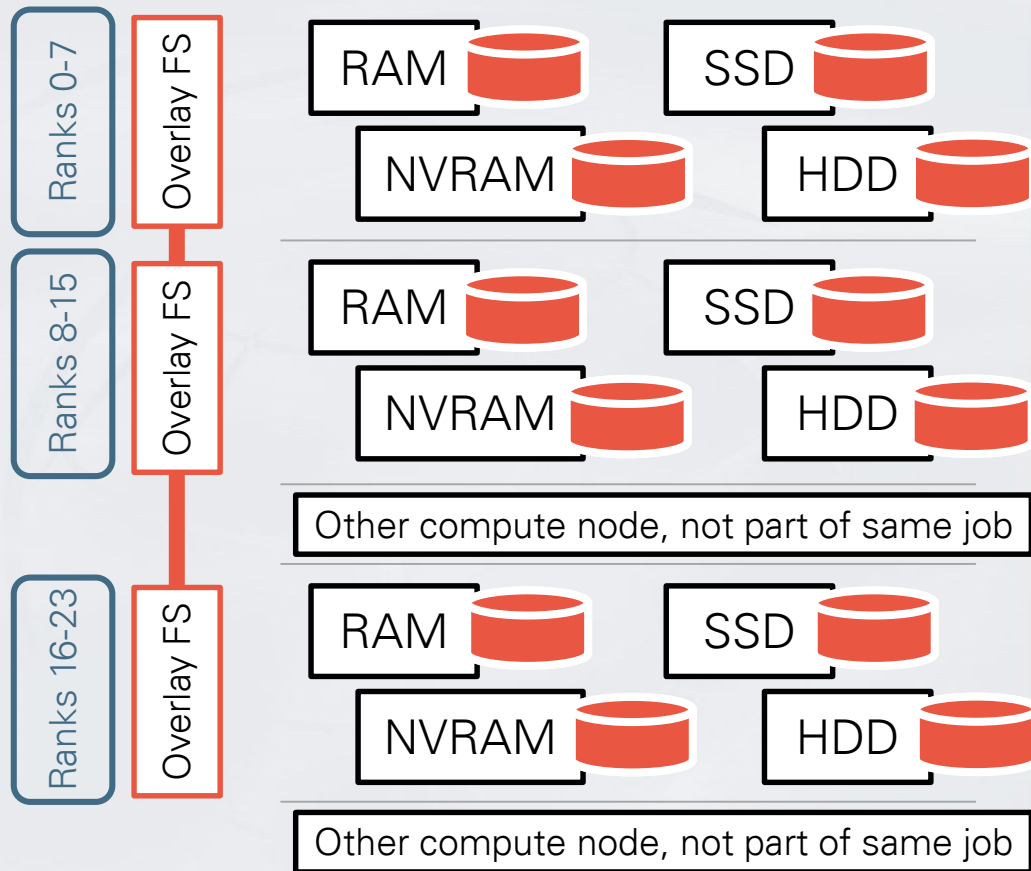 Ranks 0-7
Overlay FS
RAM
SSD
NVRAM
HDD
Ranks 8-15
Overlay FS
RAM
SSD
NVRAM
HDD
Other compute node, not part of same job
Ranks 16-23
Overlay FS
RAM
SSD
NVRAM
HDD
Other compute node, not part of same job